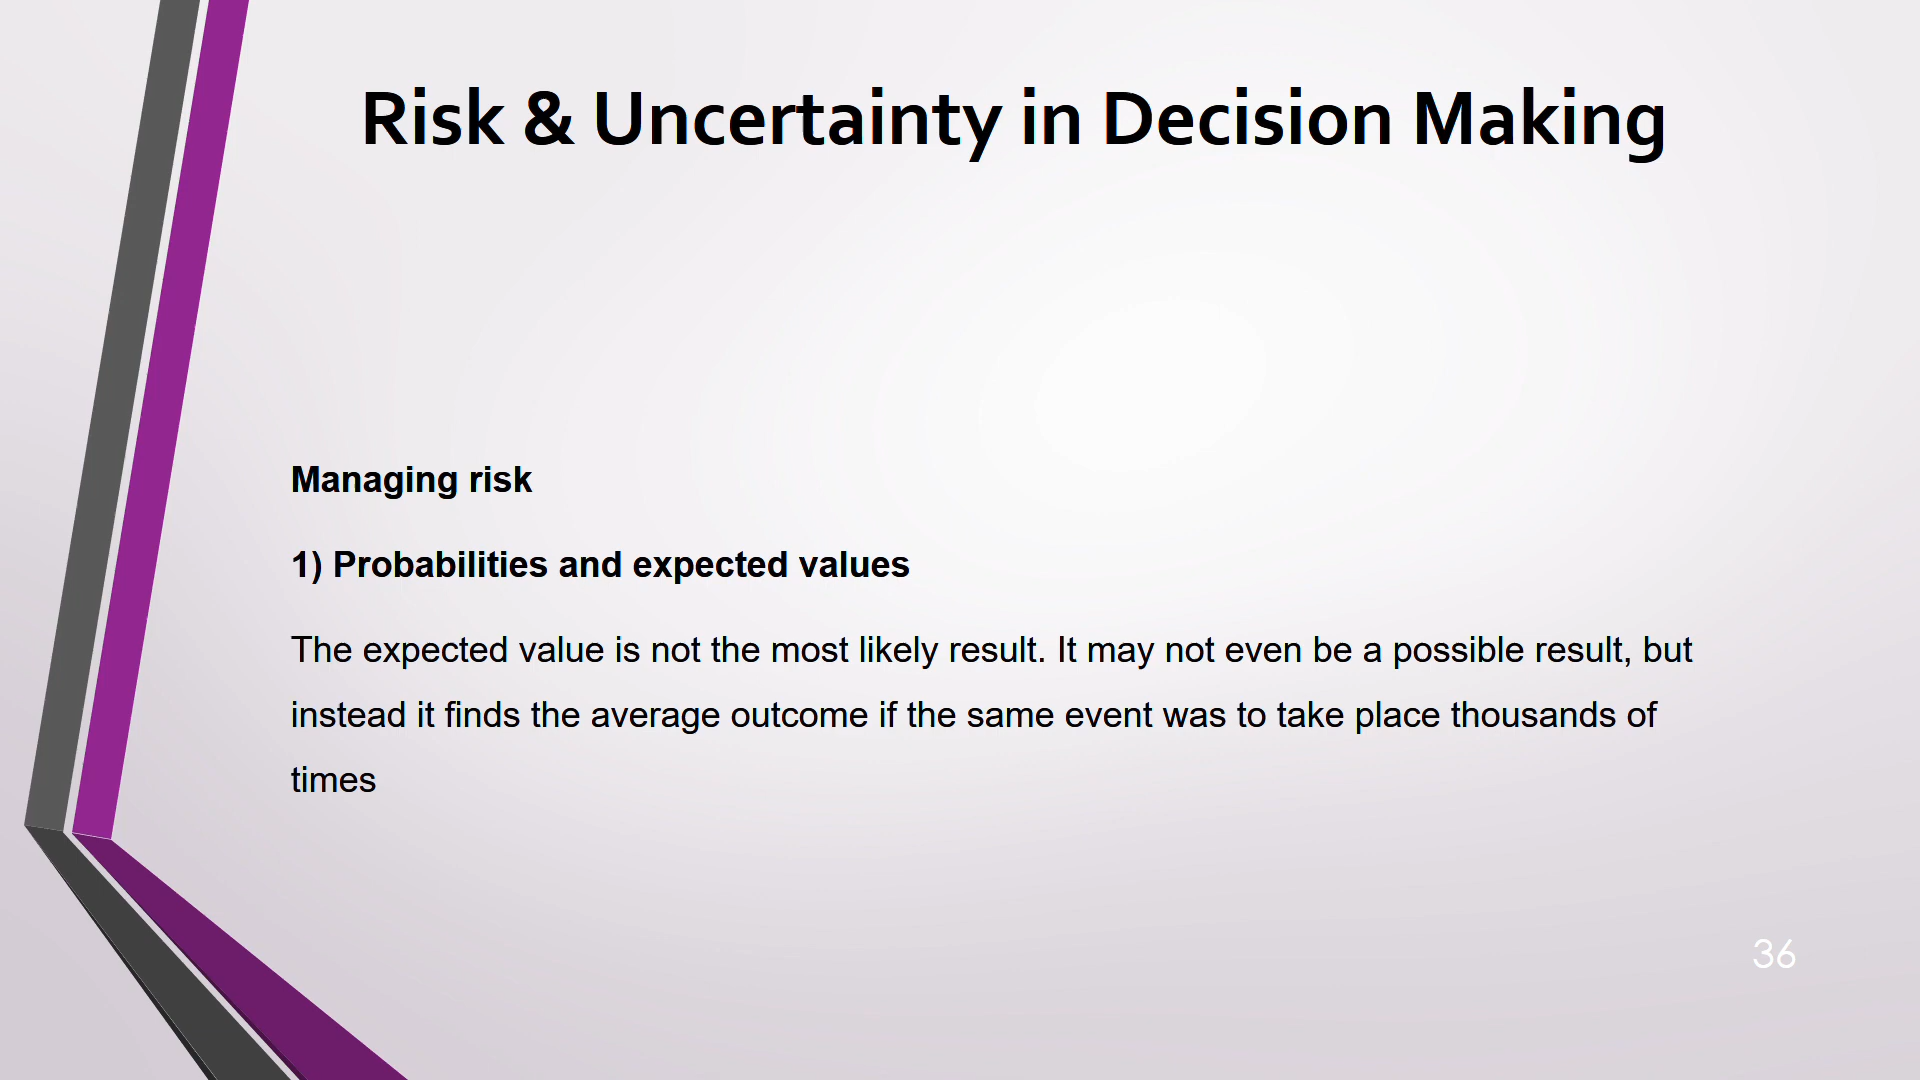 Risk & Uncertainty in Decision Making
Managing risk
1) Probabilities and expected values
The expected value is not the most likely result. It may not even be a possible result, but
instead it finds the average outcome if the same event was to take place thousands of
times
36